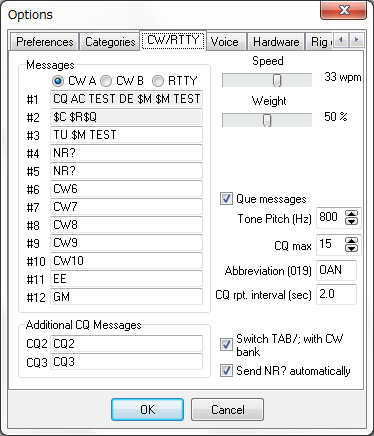 Options
Preferences Categories CW/RTTY Voice Hardware Rig
Messages
CW A CW B RTTY
#1 CQ AC TEST DE $M $M TEST
#2 $C $R$Q
#3 TU $M TEST
#4 NR?
#5 NR?
#6 CW6
#7 CW7
#8 CW8
#9 CW9
#10 CW10
#11 EE
#12 GM
Additional CQ Messages
CQ2 CQ2
CQ3 CQ3
Speed
33 wpm
Weight
50 %
Que messages
Tone Pitch (Hz) 800
CQ max 15
Abbreviation (019) OAN
CQ rpt. interval (sec) 2.0
Switch TAB/; with CW
bank
Send NR? automatically
OK Cancel